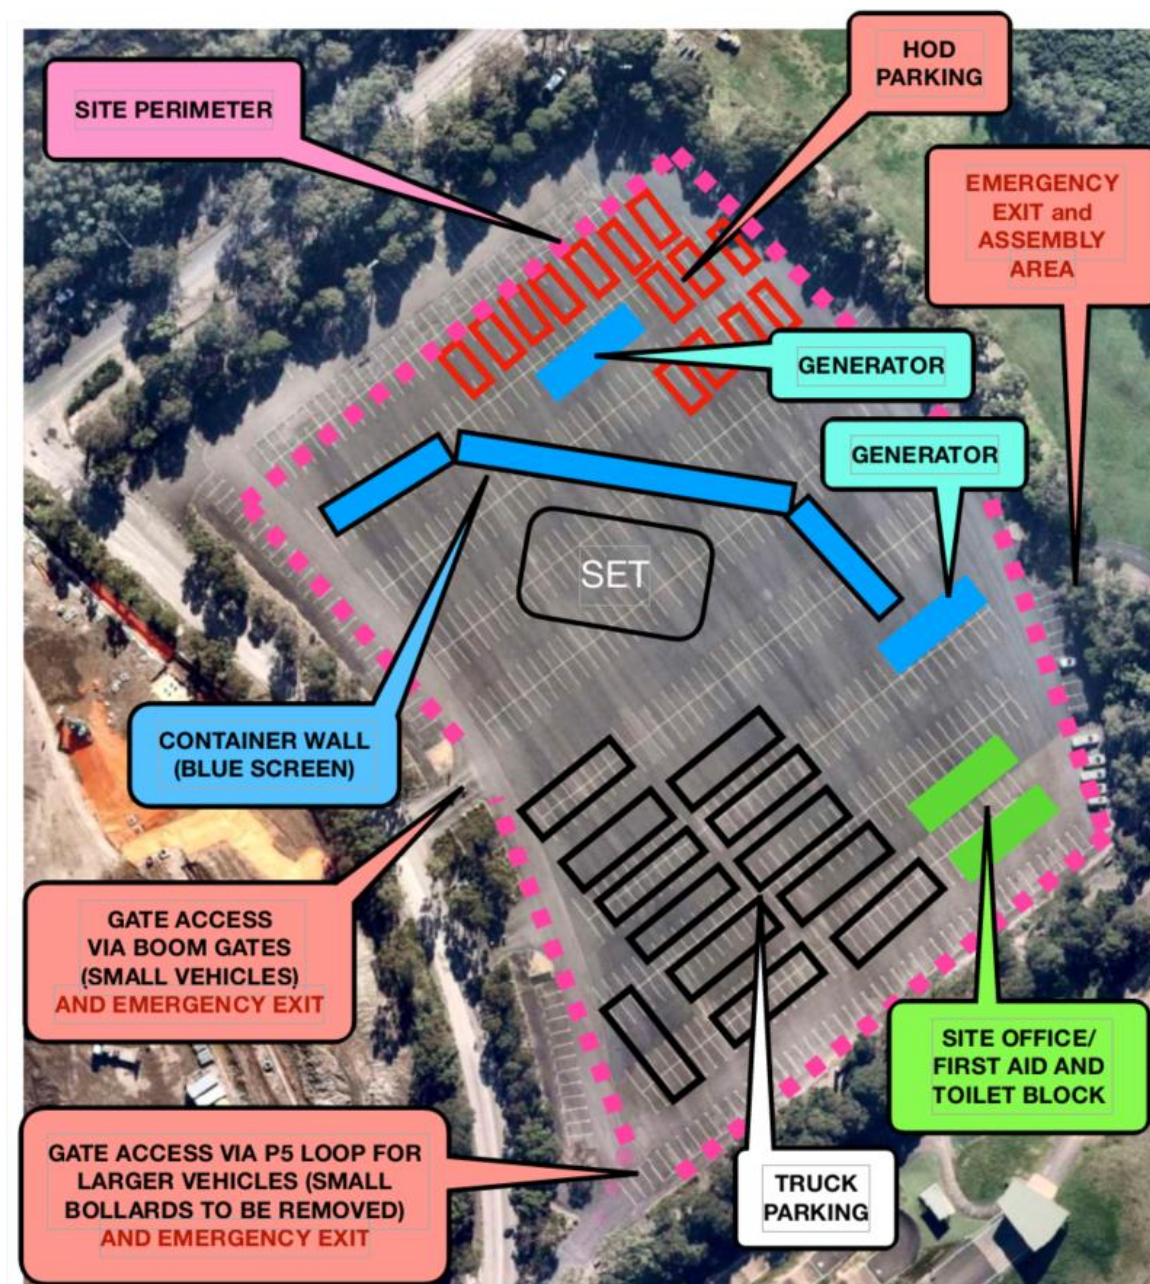 HOD
PARKING
SITE PERIMETER
EMERGENCY
EXIT and
ASSEMBLY
AREA
GENERATOR
GENERATOR
SET
CONTAINER WALL
(BLUE SCREEN)
GATE ACCESS
VIA BOOM GATES
(SMALL VEHICLES)
AND EMERGENCY EXIT
SITE OFFICE/
FIRST AID AND
TOILET BLOCK
GATE ACCESS VIA P5 LOOP FOR
LARGER VEHICLES (SMALL
BOLLARDS TO BE REMOVED)
AND EMERGENCY EXIT
TRUCK
PARKING